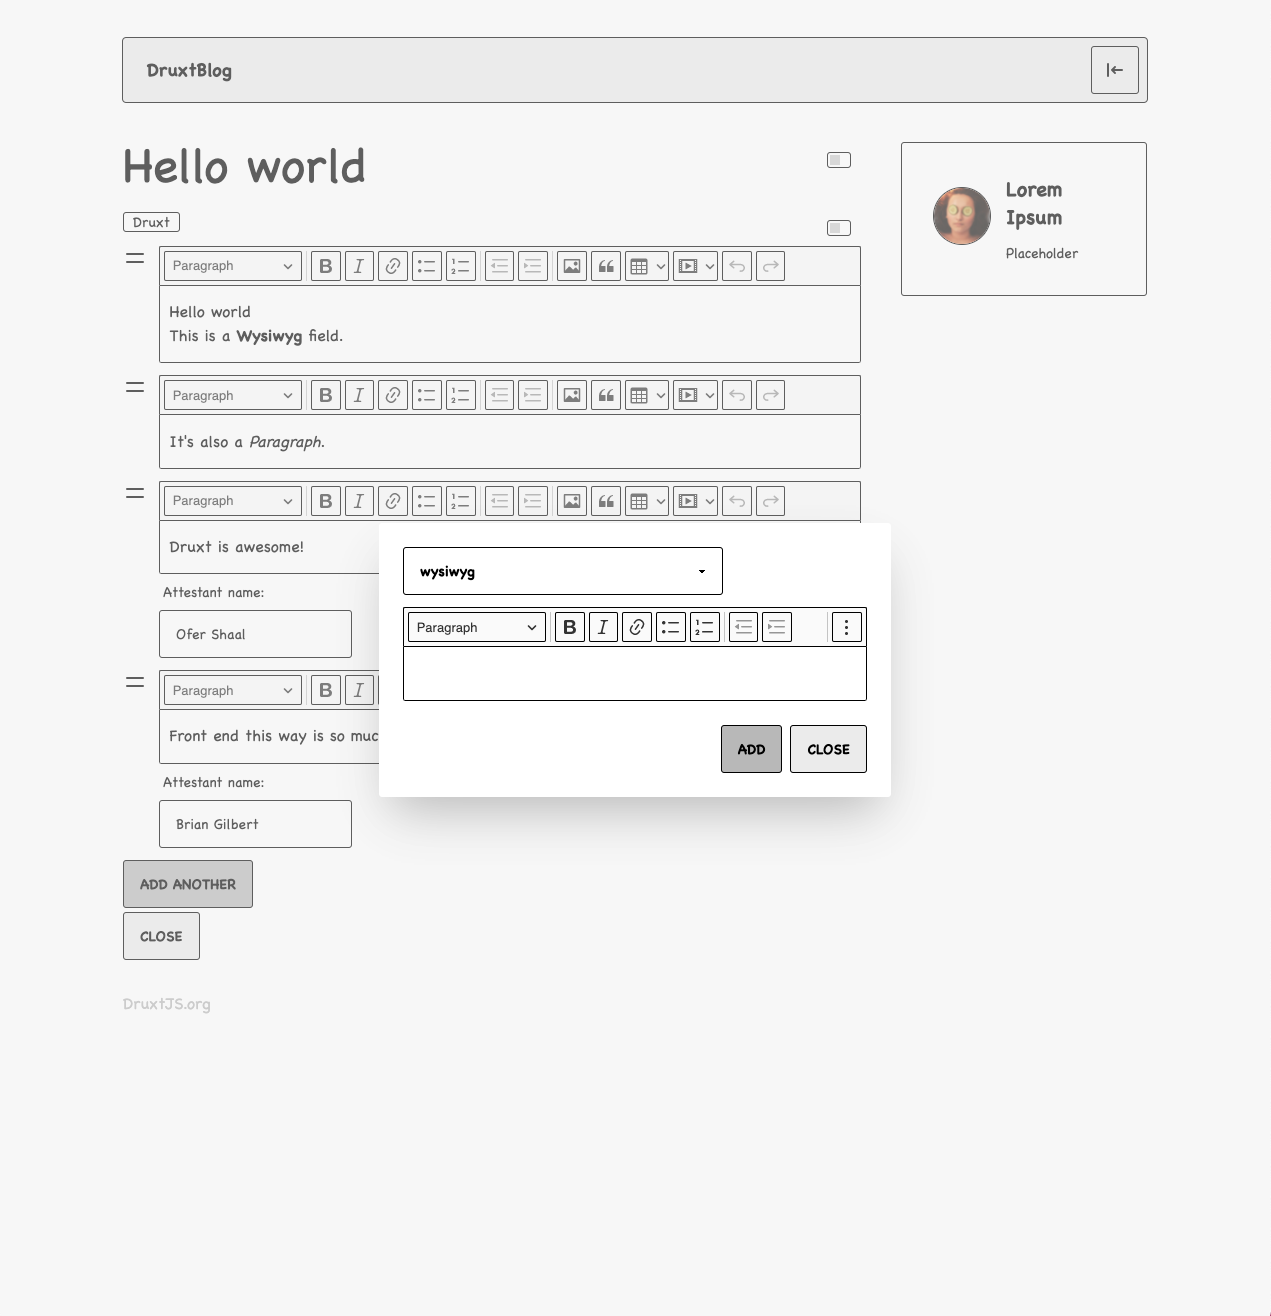 DruxtBlog
Hello world
Druxt
Lorem
Ipsum
Placeholder
Paragraph B I
Hello world
This is a Wysiwyg field.
Paragraph B I
It's also a Paragraph.
Paragraph B I
Druxt is awesome!
Attestant name:
Ofer Shaal
Paragraph B I
Front end this way is so muc
Attestant name:
Brian Gilbert
wysiwyg
Paragraph B I
ADD CLOSE
ADD ANOTHER
CLOSE
DruxtJS.org